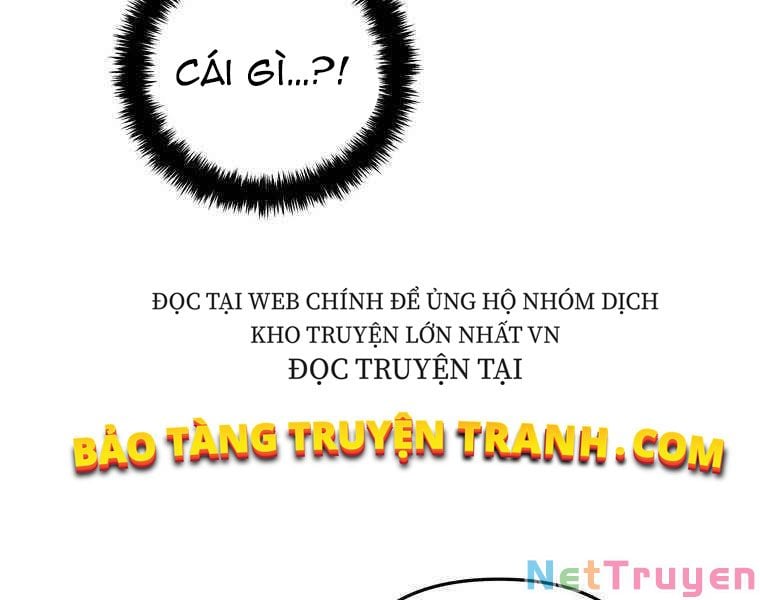 CÁI GÌ...?!
ĐỌC TẠI WEB CHÍNH ĐỂ ỦNG HỘ NHÓM DỊCH
KHO TRUYỆN LỚN NHẤT VN
ĐỌC TRUYỆN TẠI
BẢO TÀNG TRUYỆN TRANH.COM
NetTruyen